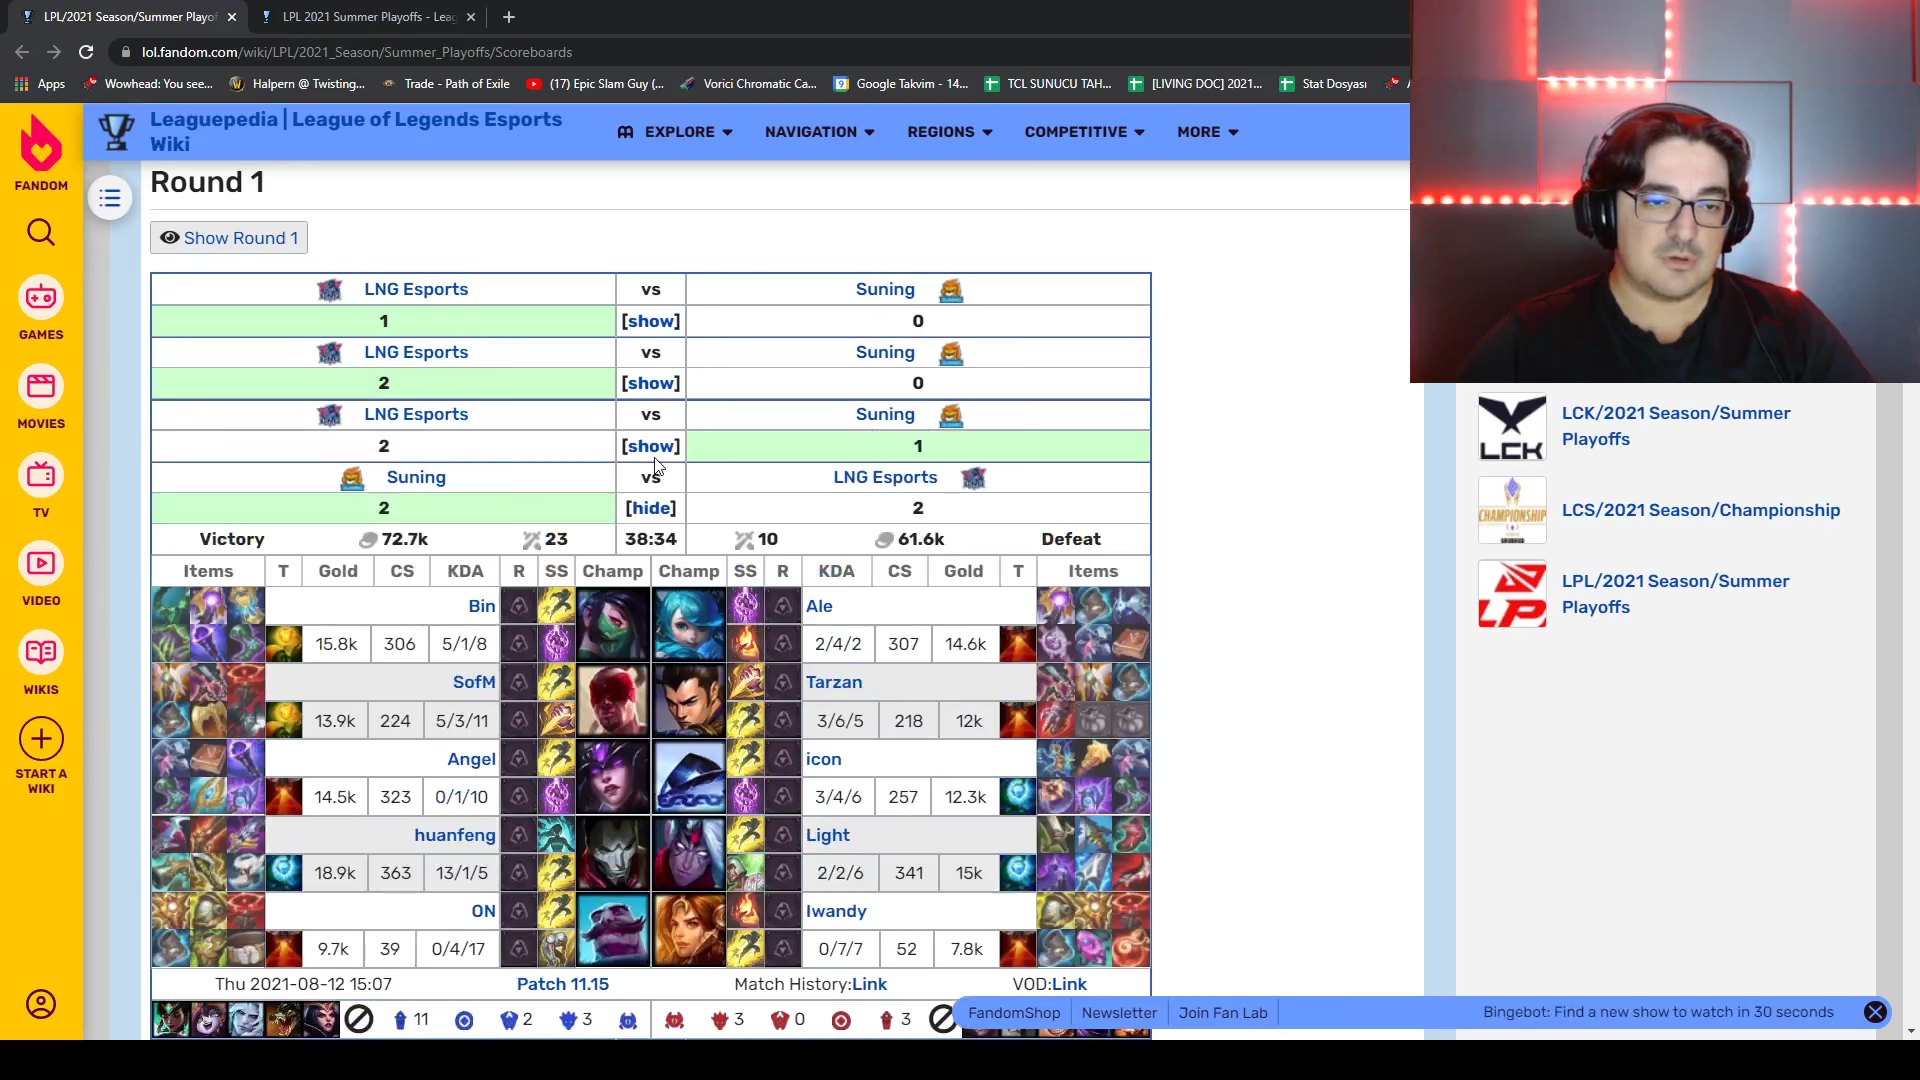 LPL/2021 Season/Summer Playof
LPL 2021 Summer Playoffs - Leag
lol.fandom.com/wiki/LPL/2021_Season/Summer_Playoffs/Scoreboards
Apps
Wowhead: You see...
Halpern @ Twisting...
Trade - Path of Exile
(17) Epic Slam Guy (...
Vorici Chromatic Ca...
Google Takvim - 14...
TCL SUNUCU TAH...
[LIVING DOC] 2021...
Stat Dosyası
FANDOM
GAMES
MOVIES
TV
VIDEO
WIKIS
START A
WIKI
Leaguepedia | League of Legends Esports
Wiki
EXPLORE
NAVIGATION
REGIONS
COMPETITIVE
MORE
Round 1
Show Round 1
LNG Esports vs Suning
1 [show] 0
LNG Esports vs Suning
2 [show] 0
LNG Esports vs Suning
2 [show] 1
Suning vs LNG Esports
2 [hide] 2
Victory 72.7k 23 38:34 10 61.6k Defeat
Items T Gold CS KDA R SS Champ Champ SS R KDA CS Gold T Items
Bin Ale
15.8k 306 5/1/8 2/4/2 307 14.6k
SofM Tarzan
13.9k 224 5/3/11 3/6/5 218 12k
Angel icon
14.5k 323 0/1/10 3/4/6 257 12.3k
huanfeng Light
18.9k 363 13/1/5 2/2/6 341 15k
ON Iwandy
9.7k 39 0/4/17 0/7/7 52 7.8k
Thu 2021-08-12 15:07 Patch 11.15 Match History:Link VOD:Link
11 2 3 3 0 3
LCK
LCK/2021 Season/Summer
Playoffs
CHAMPIONSHIP
LCS/2021 Season/Championship
LPL/2021 Season/Summer
Playoffs
FandomShop
Newsletter
Join Fan Lab
Bingebot: Find a new show to watch in 30 seconds